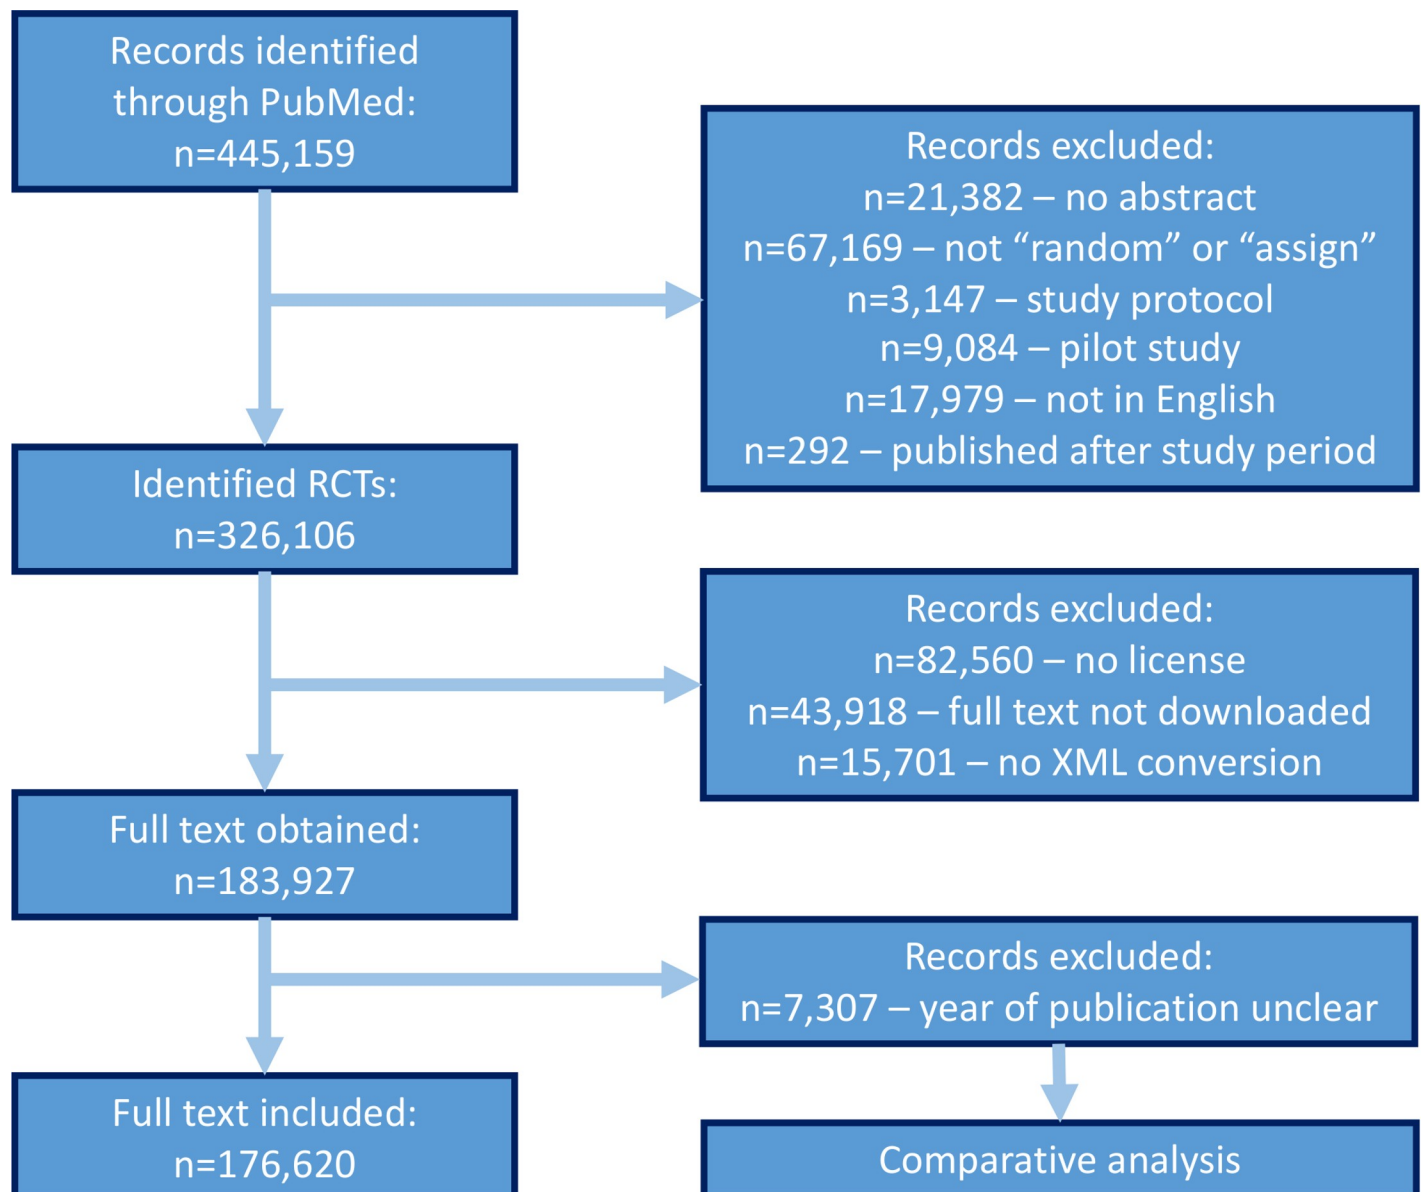 Records identified
through PubMed:
n=445,159
Records excluded:
n=21,382 – no abstract
n=67,169 – not “random” or “assign”
n=3,147 – study protocol
n=9,084 – pilot study
n=17,979 – not in English
n=292 – published after study period
Identified RCTs:
n=326,106
Records excluded:
n=82,560 – no license
n=43,918 – full text not downloaded
n=15,701 – no XML conversion
Full text obtained:
n=183,927
Records excluded:
n=7,307 – year of publication unclear
Full text included:
n=176,620
Comparative analysis